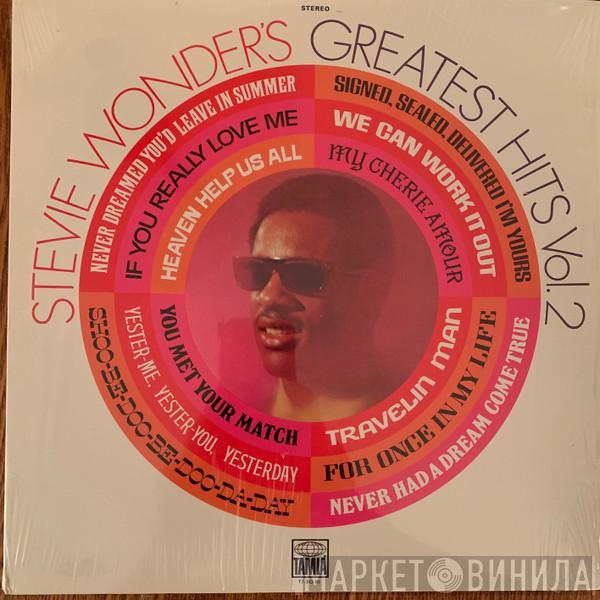 STEREO
STEVIE WONDER'S GREATEST HITS Vol. 2
NEVER DREAMED YOU'D LEAVE IN SUMMER
IF YOU REALLY LOVE ME
HEAVEN HELP US ALL
SIGNED, SEALED, DELIVERED I'M YOURS
WE CAN WORK IT OUT
MY CHERIE AMOUR
YOU MET YOUR MATCH
YESTER-ME, YESTER-YOU, YESTERDAY
SHOO-BE-DOO-BE-DOO-DA-DAY
TRAVELIN MAN
FOR ONCE IN MY LIFE
NEVER HAD A DREAM COME TRUE
TAMLA
МАРКЕТ ВИНИЛА